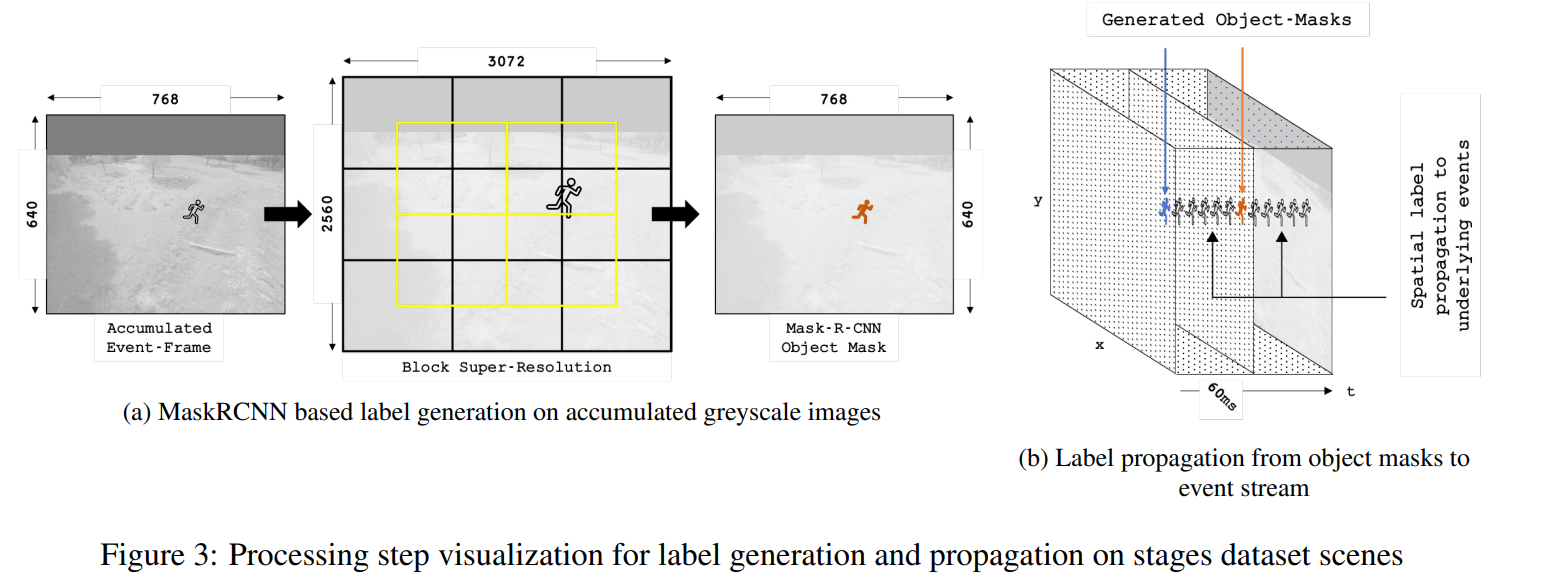 768
640
Accumulated
Event-Frame
3072
2560
Block Super-Resolution
768
640
Mask-R-CNN
Object Mask
(a) MaskRCNN based label generation on accumulated greyscale images
Generated Object-Masks
y
x
60ms
t
Spatial label
propagation to
underlying events
(b) Label propagation from object masks to
event stream
Figure 3: Processing step visualization for label generation and propagation on stages dataset scenes